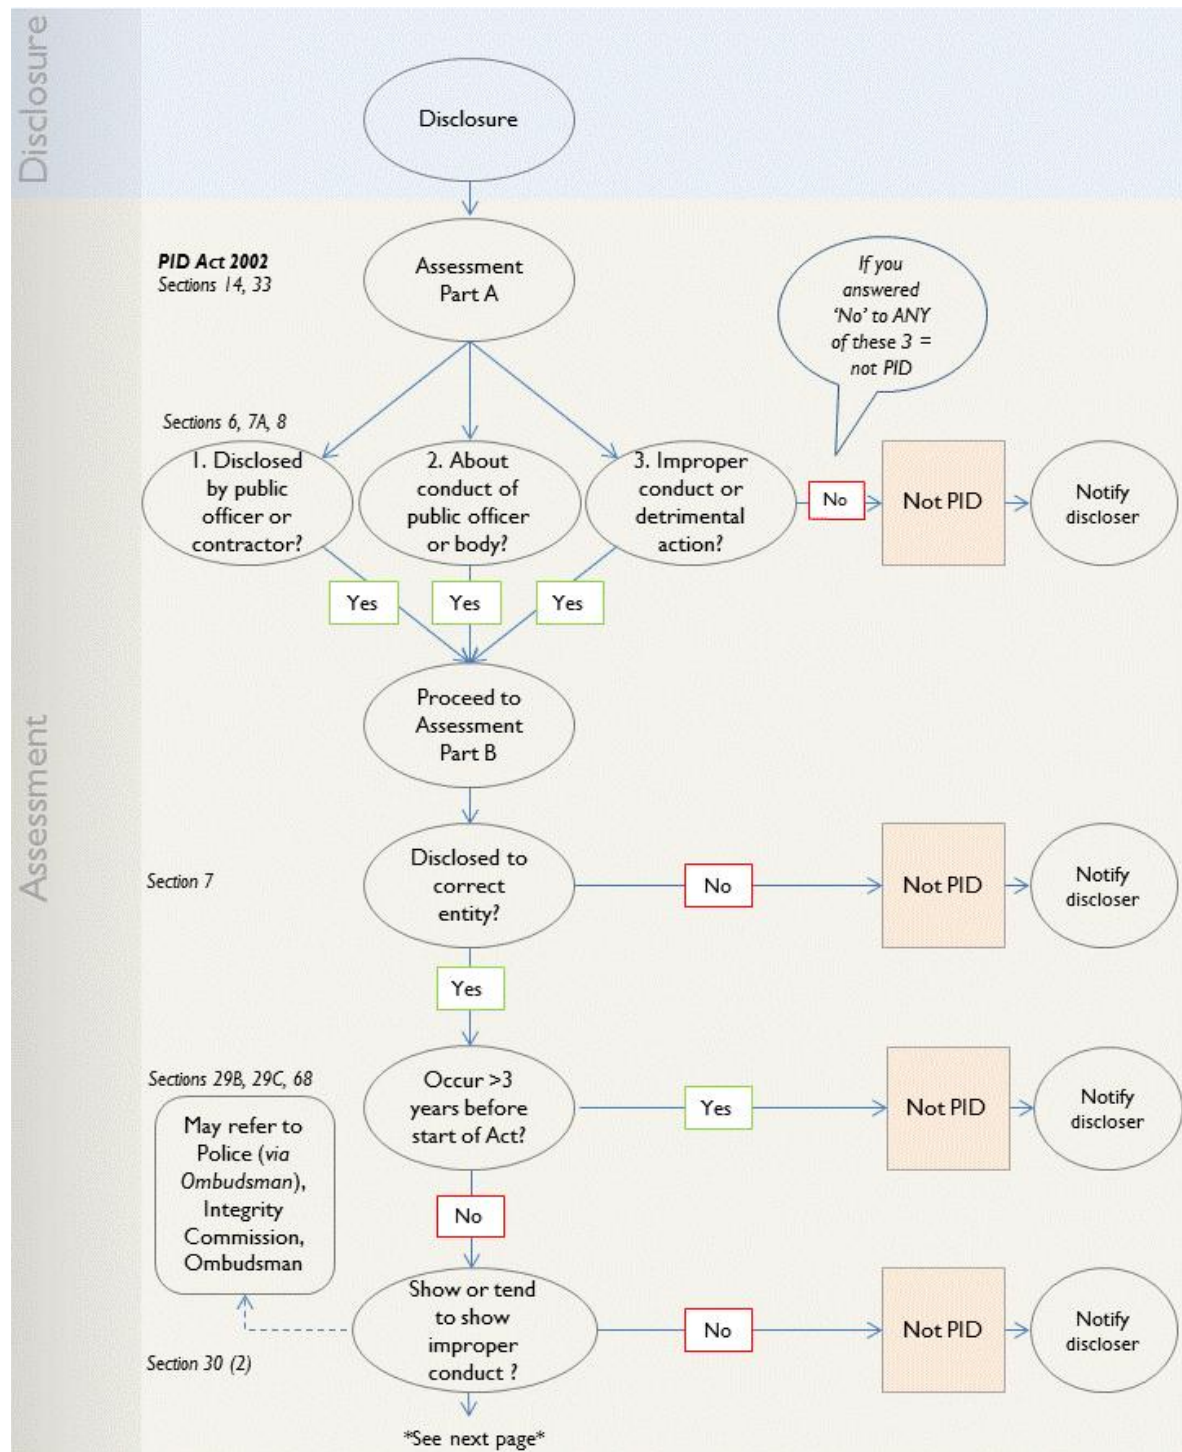 Disclosure
Disclosure
PID Act 2002
Sections 14, 33
Assessment
Part A
If you
answered
‘No’ to ANY
of these 3 =
not PID
Sections 6, 7A, 8
1. Disclosed
by public
officer or
contractor?
2. About
conduct of
public officer
or body?
3. Improper
conduct or
detrimental
action?
No
Not PID
Notify
discloser
Yes
Yes
Yes
Proceed to
Assessment
Part B
Assessment
Section 7
Disclosed to
correct
entity?
No
Not PID
Notify
discloser
Yes
Sections 29B, 29C, 68
Occur >3
years before
start of Act?
Yes
Not PID
Notify
discloser
May refer to
Police (via
Ombudsman),
Integrity
Commission,
Ombudsman
No
Show or tend
to show
improper
conduct ?
No
Not PID
Notify
discloser
Section 30 (2)
*See next page*